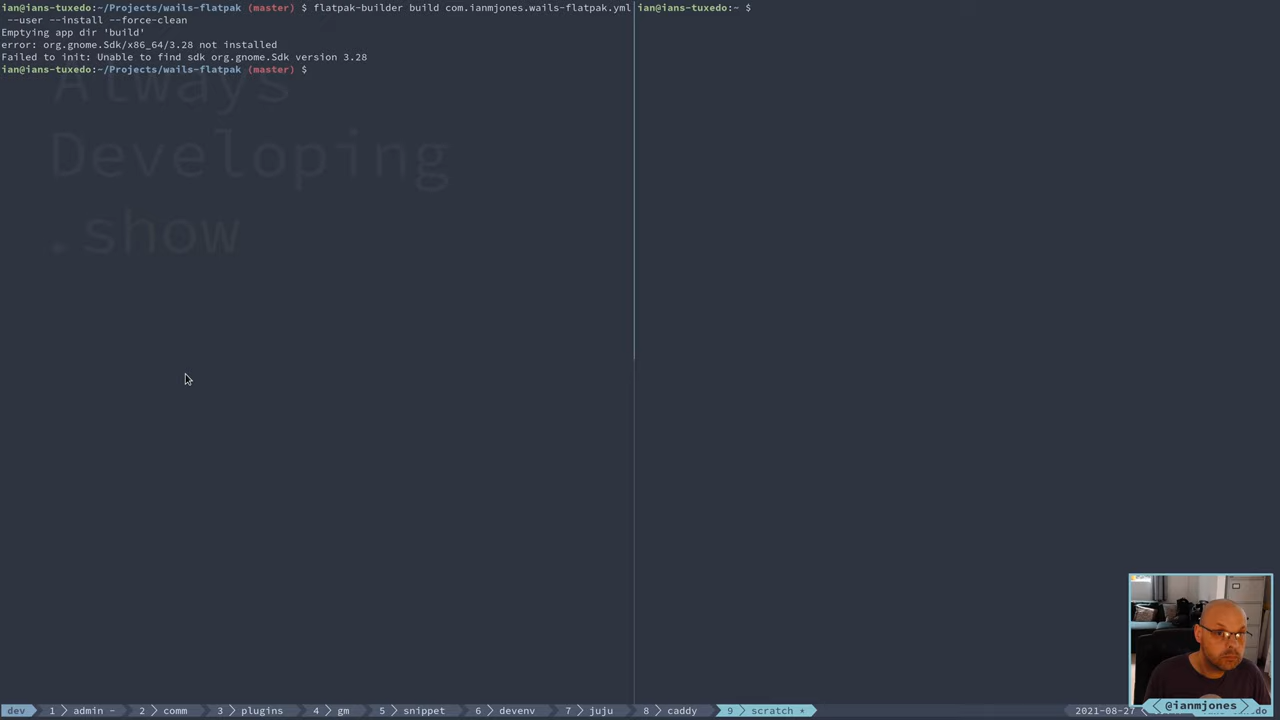 ian@ians-tuxedo:~/Projects/wails-flatpak (master) $ flatpak-builder build com.ianmjones.wails-flatpak.yml
--user --install --force-clean
Emptying app dir 'build'
error: org.gnome.Sdk/x86_64/3.28 not installed
Failed to init: Unable to find sdk org.gnome.Sdk version 3.28
ian@ians-tuxedo:~/Projects/wails-flatpak (master) $
ian@ians-tuxedo:~ $
Always
Developing
.show
dev 1 admin - 2 comm 3 plugins 4 gm 5 snippet 6 devenv 7 juju 8 caddy 9 scratch * 2021-08-27
@ianmjones